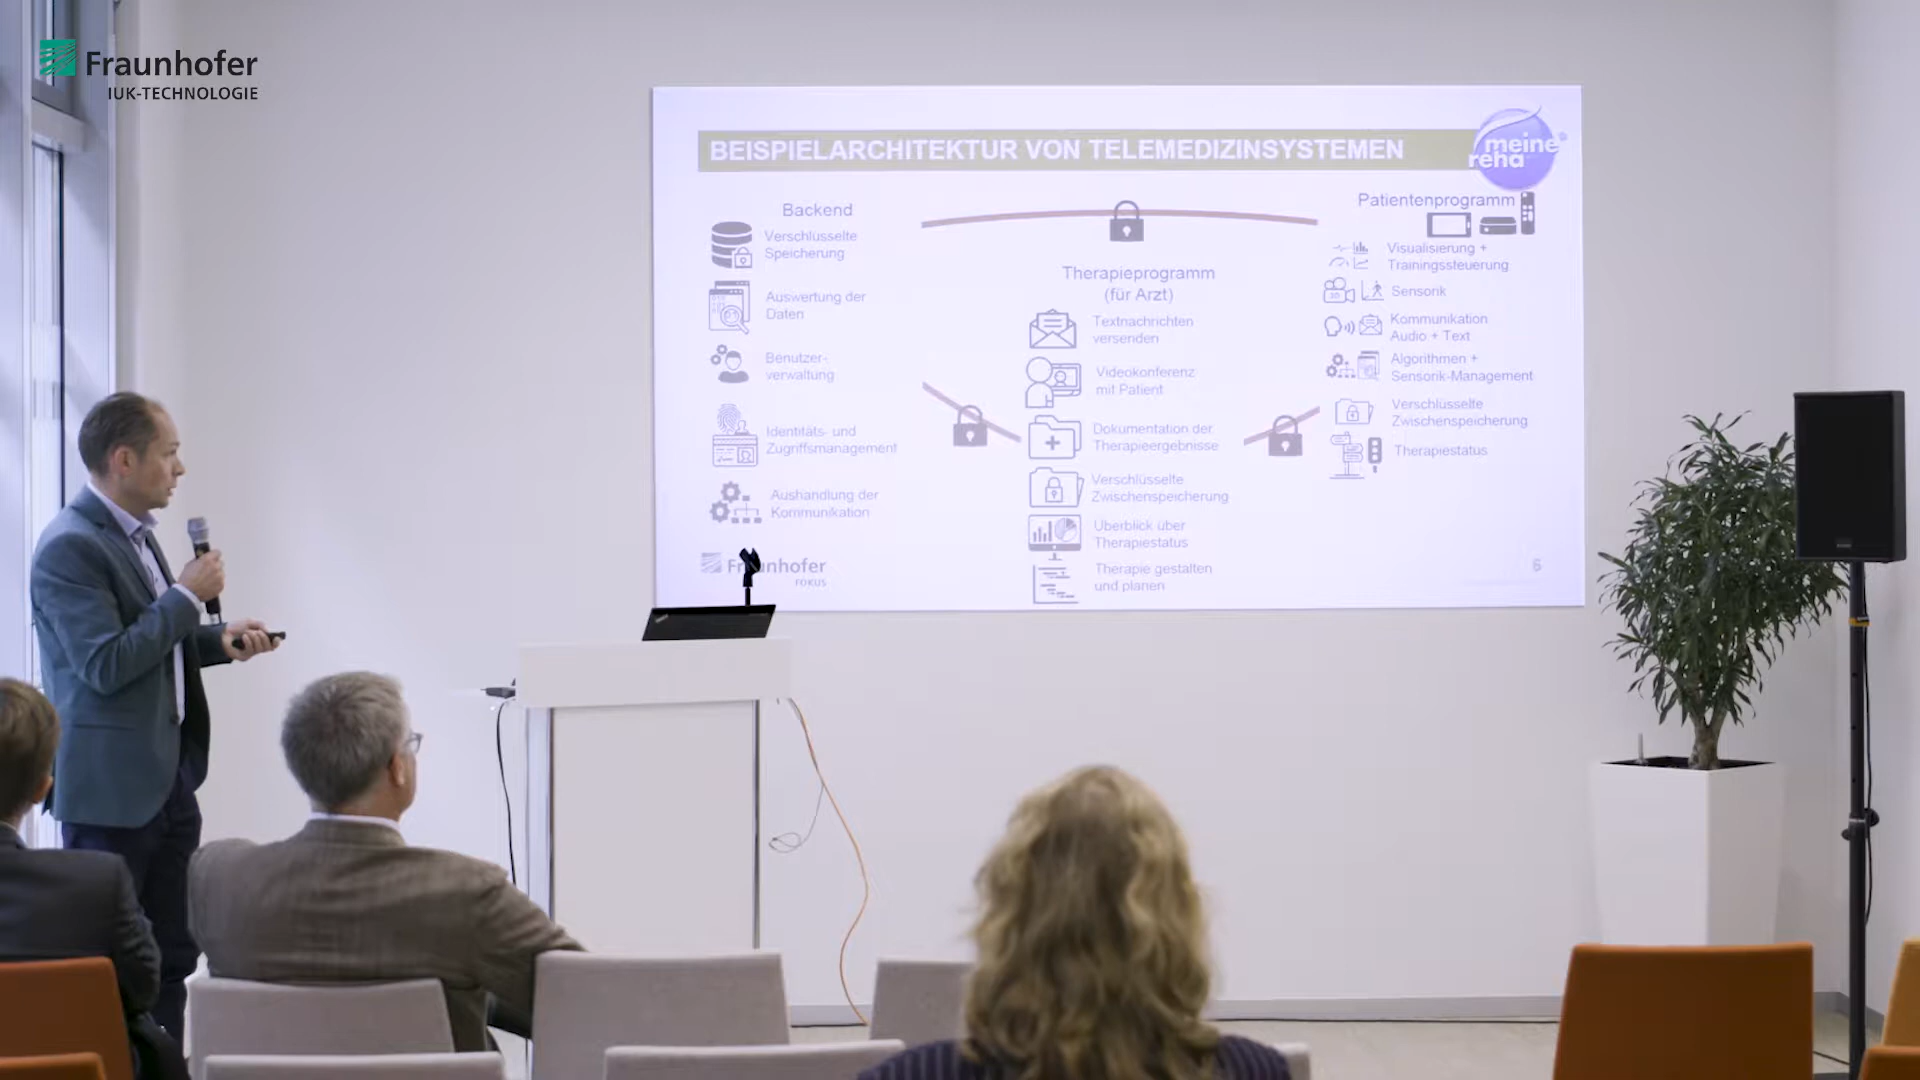 Fraunhofer
IUK-TECHNOLOGIE
BEISPIELARCHITEKTUR VON TELEMEDIZINSYSTEMEN
meine
reha
Backend
Verschlüsselte
Speicherung
Auswertung der
Daten
Benutzer-
verwaltung
Identitäts- und
Zugriffsmanagement
Aushandlung der
Kommunikation
Therapieprogramm
(für Arzt)
Textnachrichten
versenden
Videokonferenz
mit Patient
Dokumentation der
Therapieergebnisse
Verschlüsselte
Zwischenspeicherung
Überblick über
Therapiestatus
Therapie gestalten
und planen
Patientenprogramm
Visualisierung +
Trainingssteuerung
Sensorik
Kommunikation
Audio + Text
Algorithmen +
Sensorik-Management
Verschlüsselte
Zwischenspeicherung
Therapiestatus
Fraunhofer
FOKUS
6